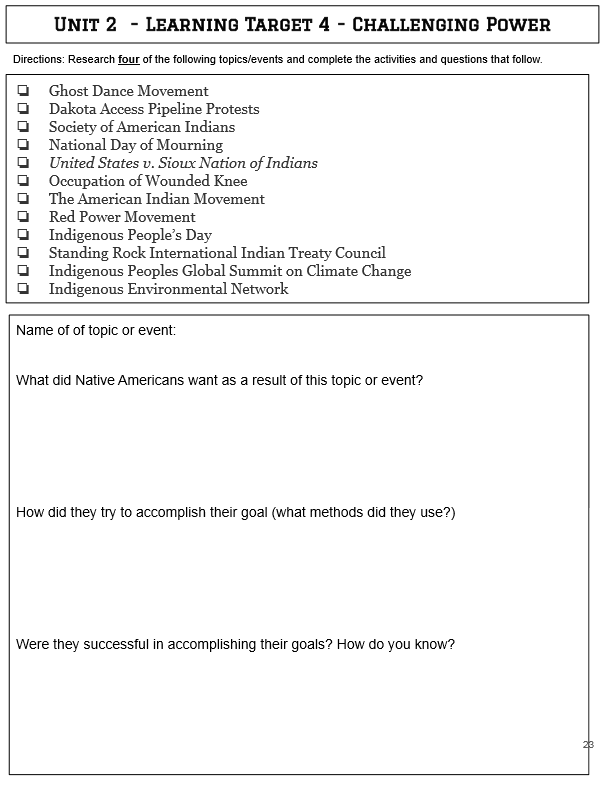 Unit 2 - Learning Target 4 - Challenging Power
Directions: Research four of the following topics/events and complete the activities and questions that follow.
❏ Ghost Dance Movement
❏ Dakota Access Pipeline Protests
❏ Society of American Indians
❏ National Day of Mourning
❏ United States v. Sioux Nation of Indians
❏ Occupation of Wounded Knee
❏ The American Indian Movement
❏ Red Power Movement
❏ Indigenous People's Day
❏ Standing Rock International Indian Treaty Council
❏ Indigenous Peoples Global Summit on Climate Change
❏ Indigenous Environmental Network
Name of of topic or event:
What did Native Americans want as a result of this topic or event?
How did they try to accomplish their goal (what methods did they use?)
Were they successful in accomplishing their goals? How do you know?
23